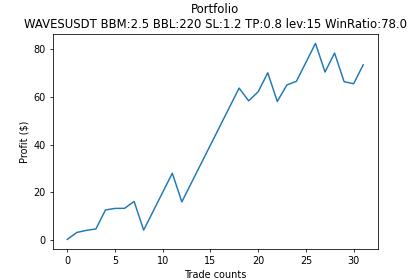 Portfolio
WAVESUSDT BBM:2.5 BBL:220 SL:1.2 TP:0.8 lev:15 WinRatio:78.0
80
60
40
20
0
Profit ($)
0 5 10 15 20 25 30
Trade counts